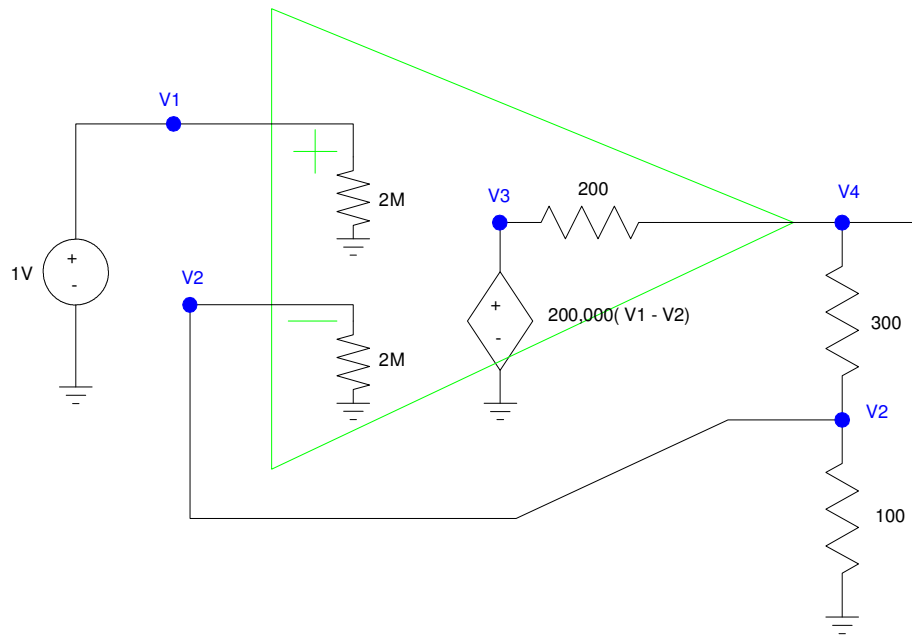 V1
+
2M
V3
200
V4
1V
+
-
V2
-
2M
+
-
200,000( V1 - V2)
300
V2
100